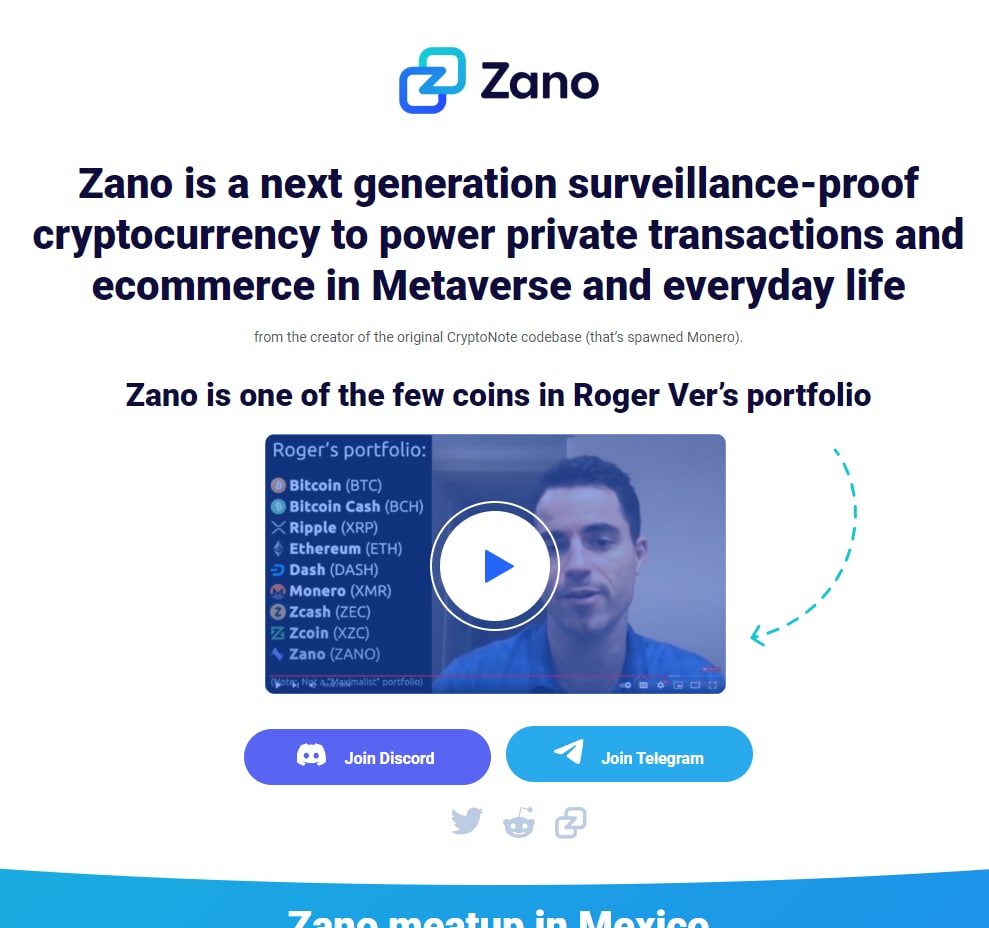 Zano
Zano is a next generation surveillance-proof
cryptocurrency to power private transactions and
ecommerce in Metaverse and everyday life
from the creator of the original CryptoNote codebase (that’s spawned Monero).
Zano is one of the few coins in Roger Ver’s portfolio
Roger’s portfolio:
Bitcoin (BTC)
Bitcoin Cash (BCH)
Ripple (XRP)
Ethereum (ETH)
Dash (DASH)
Monero (XMR)
Zcash (ZEC)
Zcoin (XZC)
Zano (ZANO)
(Note: Not a "Maximalist" portfolio)
Join Discord
Join Telegram
Zano meatup in Mexico